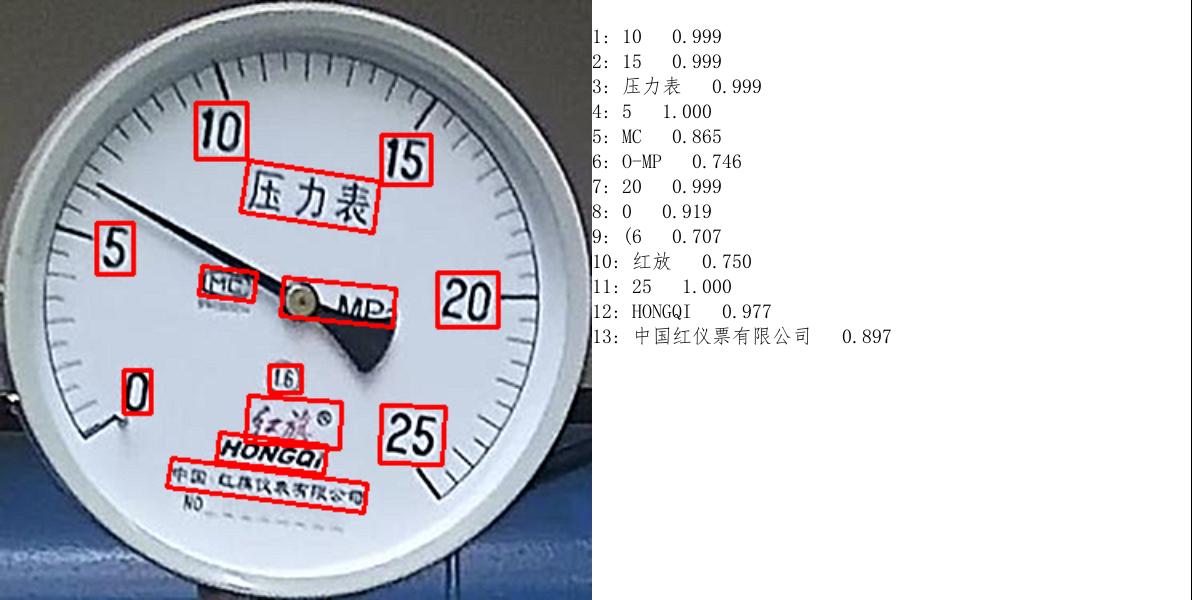 10
15
压力表
5
MC
MPa
20
0
1.6
红旗®
25
HONGQI
中国·红旗仪表有限公司
NO
1: 10 0.999
2: 15 0.999
3: 压力表 0.999
4: 5 1.000
5: MC 0.865
6: O-MP 0.746
7: 20 0.999
8: 0 0.919
9: (6 0.707
10: 红放 0.750
11: 25 1.000
12: HONGQI 0.977
13: 中国红仪票有限公司 0.897